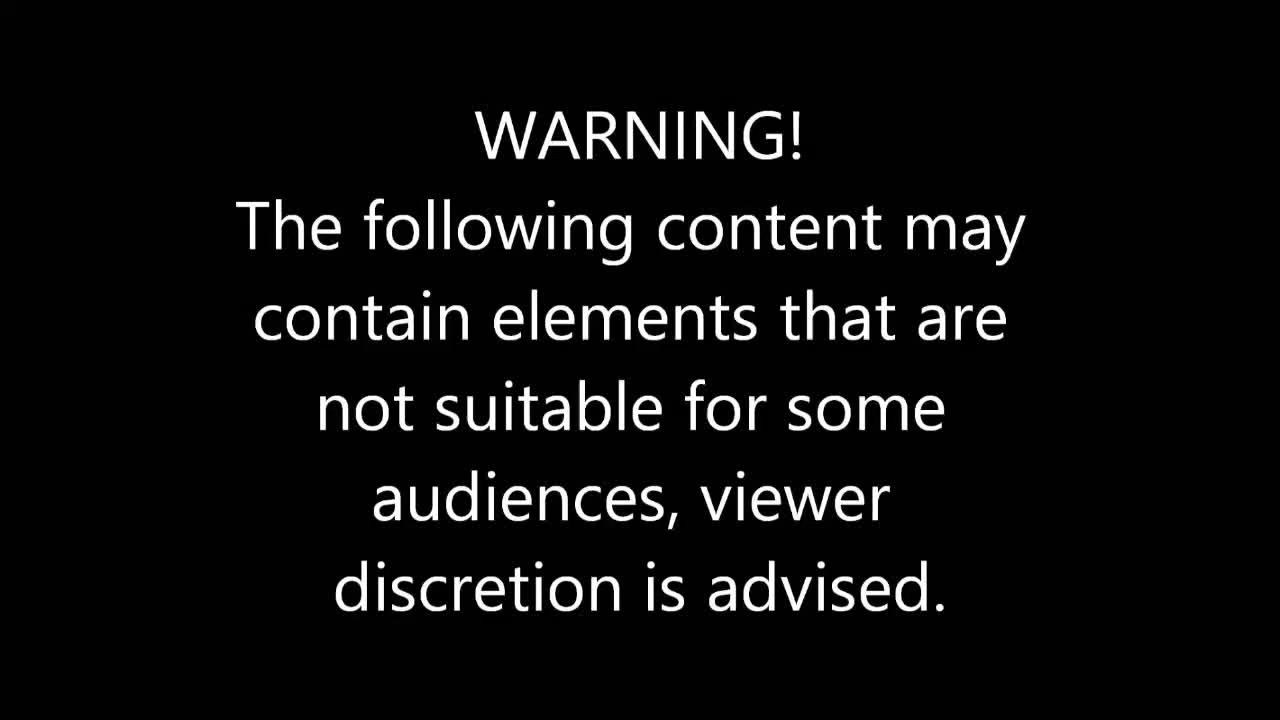 WARNING!
The following content may
contain elements that are
not suitable for some
audiences, viewer
discretion is advised.